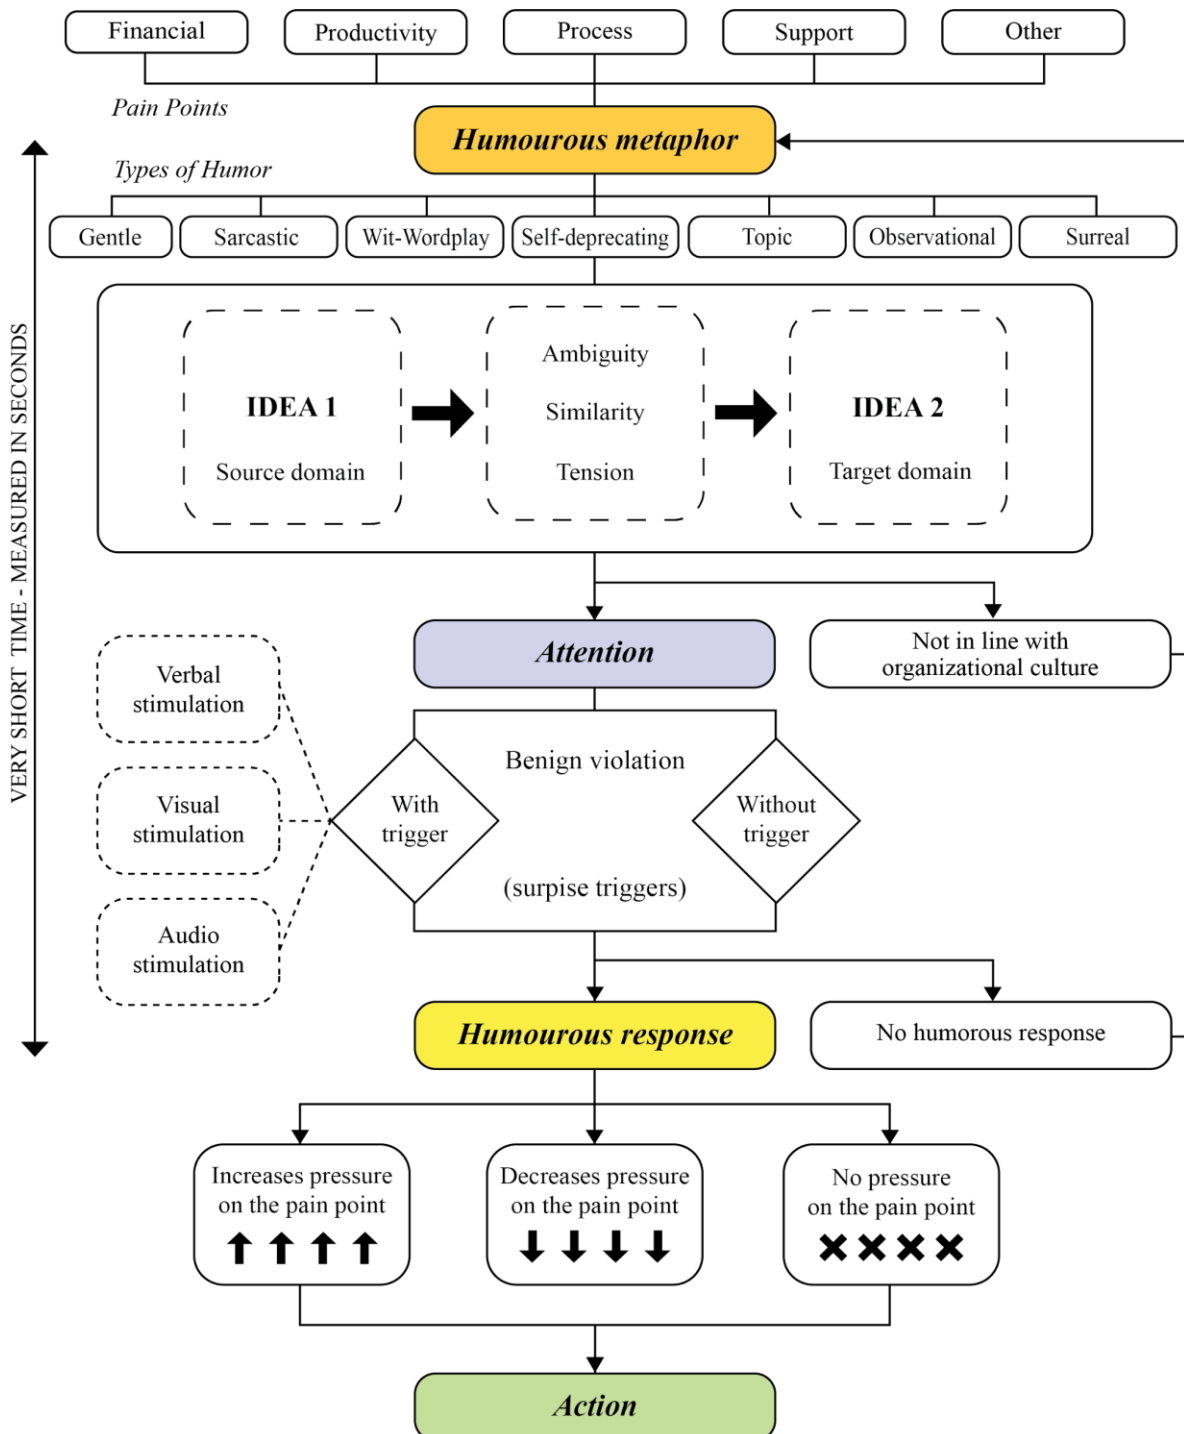 Financial
Productivity
Process
Support
Other
Pain Points
Humourous metaphor
Types of Humor
Gentle
Sarcastic
Wit-Wordplay
Self-deprecating
Topic
Observational
Surreal
VERY SHORT TIME - MEASURED IN SECONDS
IDEA 1
Source domain
Ambiguity
Similarity
Tension
IDEA 2
Target domain
Attention
Not in line with
organizational culture
Verbal
stimulation
Visual
stimulation
Audio
stimulation
Benign violation
With
trigger
Without
trigger
(surpise triggers)
Humourous response
No humorous response
Increases pressure
on the pain point
Decreases pressure
on the pain point
No pressure
on the pain point
Action